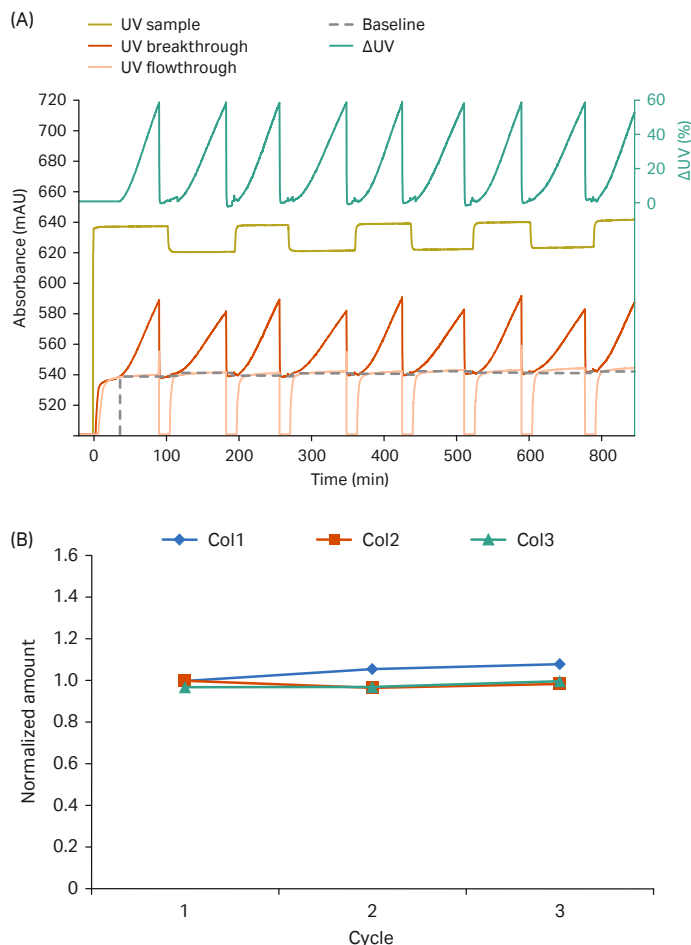 (A)
UV sample
UV breakthrough
UV flowthrough
Baseline
ΔUV
720
700
680
660
640
620
600
580
560
540
520
Absorbance (mAU)
60
40
20
0
ΔUV (%)
0 100 200 300 400 500 600 700 800
Time (min)
(B)
Col1 Col2 Col3
1.6
1.4
1.2
1.0
0.8
0.6
0.4
0.2
0
Normalized amount
1 2 3
Cycle